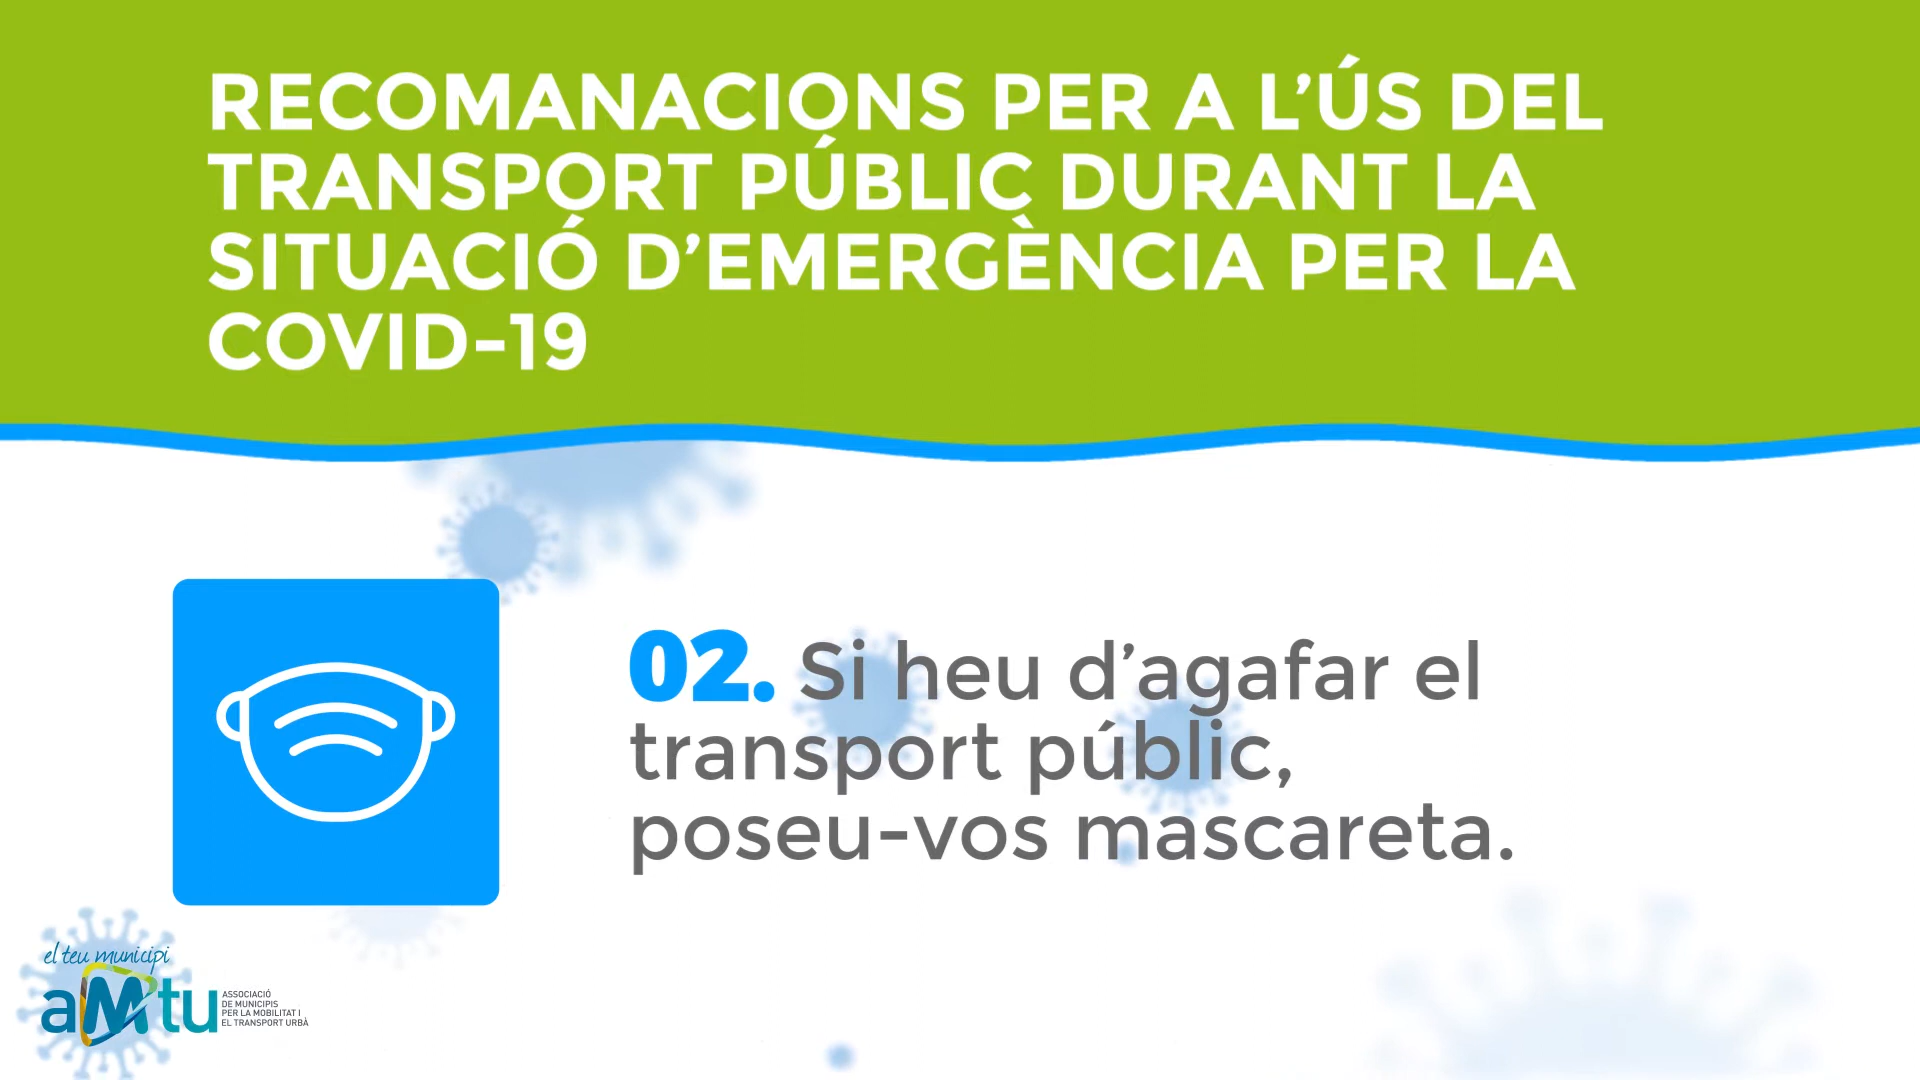 RECOMANACIONS PER A L’ÚS DEL
TRANSPORT PÚBLIC DURANT LA
SITUACIÓ D’EMERGÈNCIA PER LA
COVID-19
02. Si heu d’agafar el
transport públic,
poseu-vos mascareta.
el teu municipi
aMtu
ASSOCIACIÓ
DE MUNICIPIS
PER LA MOBILITAT I
EL TRANSPORT URBÀ